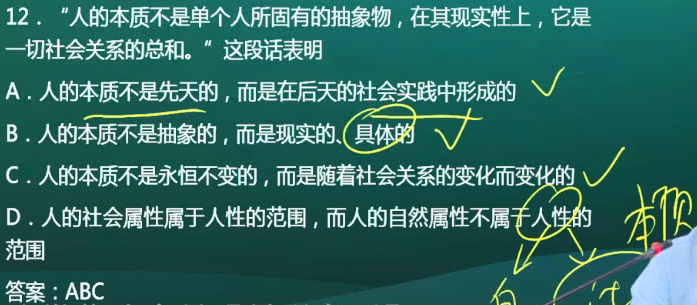 12．“人的本质不是单个人所固有的抽象物，在其现实性上，它是
一切社会关系的总和。”这段话表明
A．人的本质不是先天的，而是在后天的社会实践中形成的
B．人的本质不是抽象的，而是现实的、具体的
C．人的本质不是永恒不变的，而是随着社会关系的变化而变化的
D．人的社会属性属于人性的范围，而人的自然属性不属于人性的
范围
答案：ABC